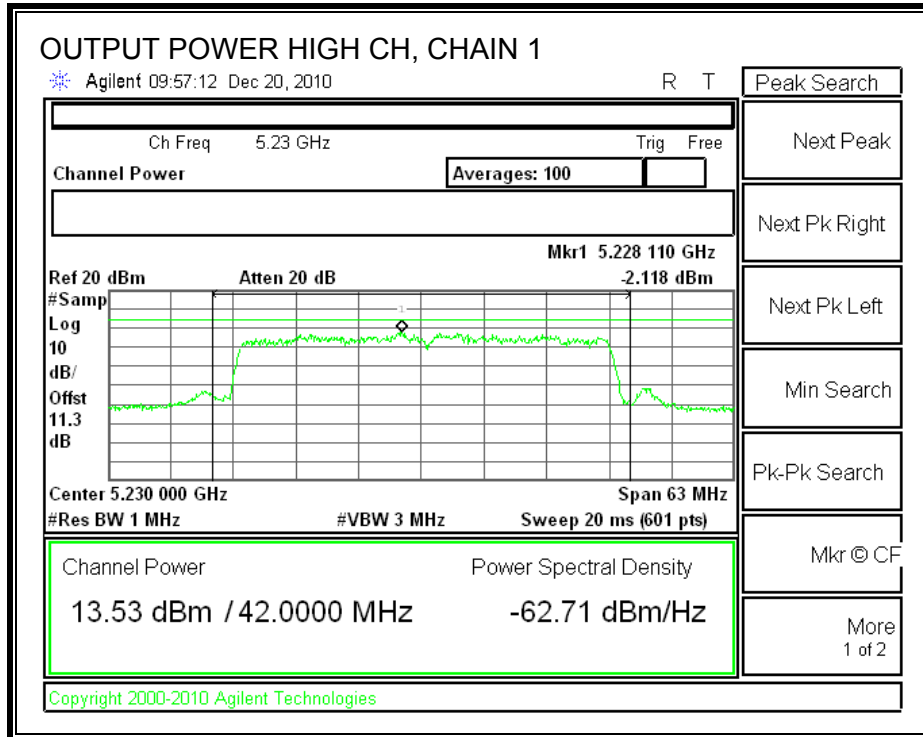 OUTPUT POWER HIGH CH, CHAIN 1
Agilent 09:57:12 Dec 20, 2010 R T
Peak Search
Ch Freq 5.23 GHz Trig Free
Channel Power Averages: 100
Mkr1 5.228 110 GHz
Ref 20 dBm Atten 20 dB -2.118 dBm
#Samp
Log
10
dB/
Offst
11.3
dB
1
Center 5.230 000 GHz Span 63 MHz
#Res BW 1 MHz #VBW 3 MHz Sweep 20 ms (601 pts)
Channel Power Power Spectral Density
13.53 dBm / 42.0000 MHz -62.71 dBm/Hz
Next Peak
Next Pk Right
Next Pk Left
Min Search
Pk-Pk Search
Mkr © CF
More
1 of 2
Copyright 2000-2010 Agilent Technologies